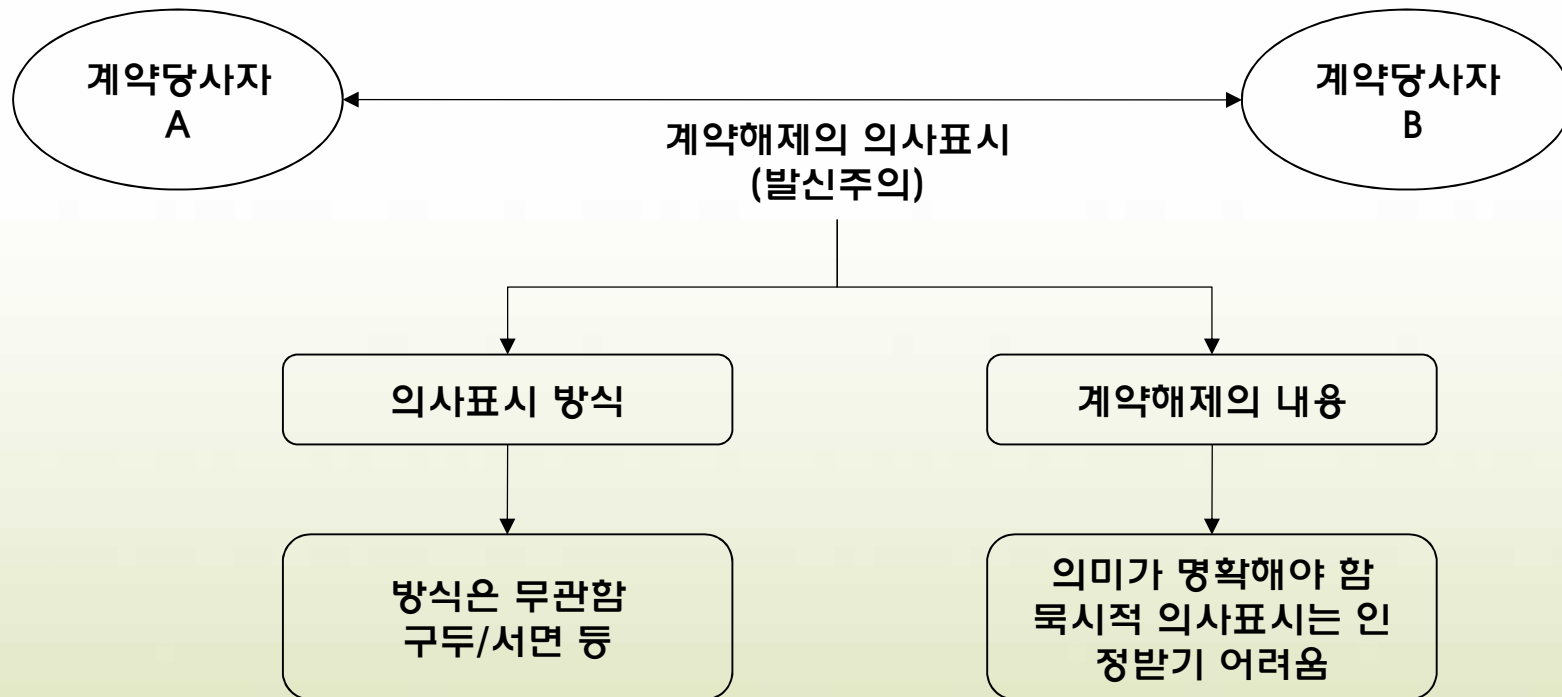 계약당사자
A
계약당사자
B
계약해제의 의사표시
(발신주의)
의사표시 방식
계약해제의 내용
방식은 무관함
구두/서면 등
의미가 명확해야 함
묵시적 의사표시는 인
정받기 어려움